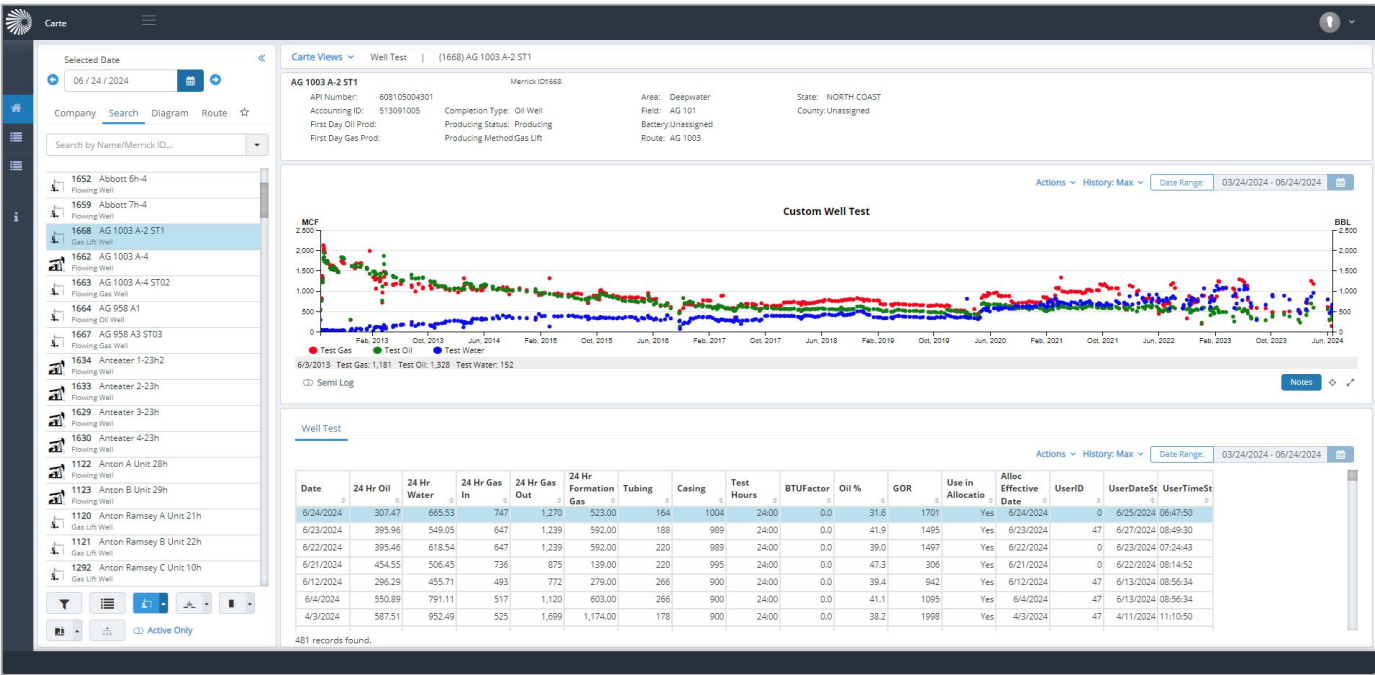 Carte
Selected Date
06 / 24 / 2024
Company Search Diagram Route
Search by Name/Merrick ID...
1652 Abbott 6h-4
Flowing Well
1659 Abbott 7h-4
Flowing Well
1668 AG 1003 A-2 ST1
Gas Lift Well
1662 AG 1003 A-4
Flowing Well
1663 AG 1003 A-4 ST02
Flowing Gas Well
1664 AG 958 A1
Flowing Oil Well
1667 AG 958 A3 ST03
Flowing Gas Well
1634 Anteater 1-23h2
Flowing Well
1633 Anteater 2-23h
Flowing Well
1629 Anteater 3-23h
Flowing Well
1630 Anteater 4-23h
Flowing Well
1122 Anton A Unit 28h
Flowing Well
1123 Anton B Unit 29h
Flowing Well
1120 Anton Ramsey A Unit 21h
Gas Lift Well
1121 Anton Ramsey B Unit 22h
Gas Lift Well
1292 Anton Ramsey C Unit 10h
Gas Lift Well
Active Only
Carte Views Well Test | (1668) AG 1003 A-2 ST1
AG 1003 A-2 ST1 Merrick ID1668
API Number: 608105004301 Area: Deepwater State: NORTH COAST
Accounting ID: 513091005 Completion Type: Oil Well Field: AG 101 County:Unassigned
First Day Oil Prod: Producing Status: Producing Battery:Unassigned
First Day Gas Prod: Producing Method:Gas Lift Route: AG 1003
Actions History: Max Date Range: 03/24/2024 - 06/24/2024
Custom Well Test
MCF BBL
2,500 2,500
2,000 2,000
1,500 1,500
1,000 1,000
500 500
0 0
Feb, 2013 Oct, 2013 Jun, 2014 Feb, 2015 Oct, 2015 Jun, 2016 Feb, 2017 Oct, 2017 Jun, 2018 Feb, 2019 Oct, 2019 Jun, 2020 Feb, 2021 Oct, 2021 Jun, 2022 Feb, 2023 Oct, 2023 Jun, 2024
Test Gas Test Oil Test Water
6/3/2013 Test Gas: 1,181 Test Oil: 1,328 Test Water: 152
Semi Log Notes
Well Test
Actions History: Max Date Range: 03/24/2024 - 06/24/2024
Date 24 Hr Oil 24 Hr Water 24 Hr Gas In 24 Hr Gas Out 24 Hr Formation Gas Tubing Casing Test Hours BTUFactor Oil % GOR Use in Allocatio Alloc Effective Date UserID UserDateSt UserTimeSt
6/24/2024 307.47 665.53 747 1,270 523.00 164 1004 24:00 0.0 31.6 1701 Yes 6/24/2024 0 6/25/2024 06:47:50
6/23/2024 395.96 549.05 647 1,239 592.00 188 989 24:00 0.0 41.9 1495 Yes 6/23/2024 47 6/27/2024 08:49:30
6/22/2024 395.46 618.54 647 1,239 592.00 220 989 24:00 0.0 39.0 1497 Yes 6/22/2024 0 6/23/2024 07:24:43
6/21/2024 454.55 506.45 736 875 139.00 220 995 24:00 0.0 47.3 306 Yes 6/21/2024 0 6/22/2024 08:14:52
6/12/2024 296.29 455.71 493 772 279.00 266 900 24:00 0.0 39.4 942 Yes 6/12/2024 47 6/13/2024 08:56:34
6/4/2024 550.89 791.11 517 1,120 603.00 266 900 24:00 0.0 41.1 1095 Yes 6/4/2024 47 6/13/2024 08:56:34
4/3/2024 587.51 952.49 525 1,699 1,174.00 178 900 24:00 0.0 38.2 1998 Yes 4/3/2024 47 4/11/2024 11:10:50
481 records found.